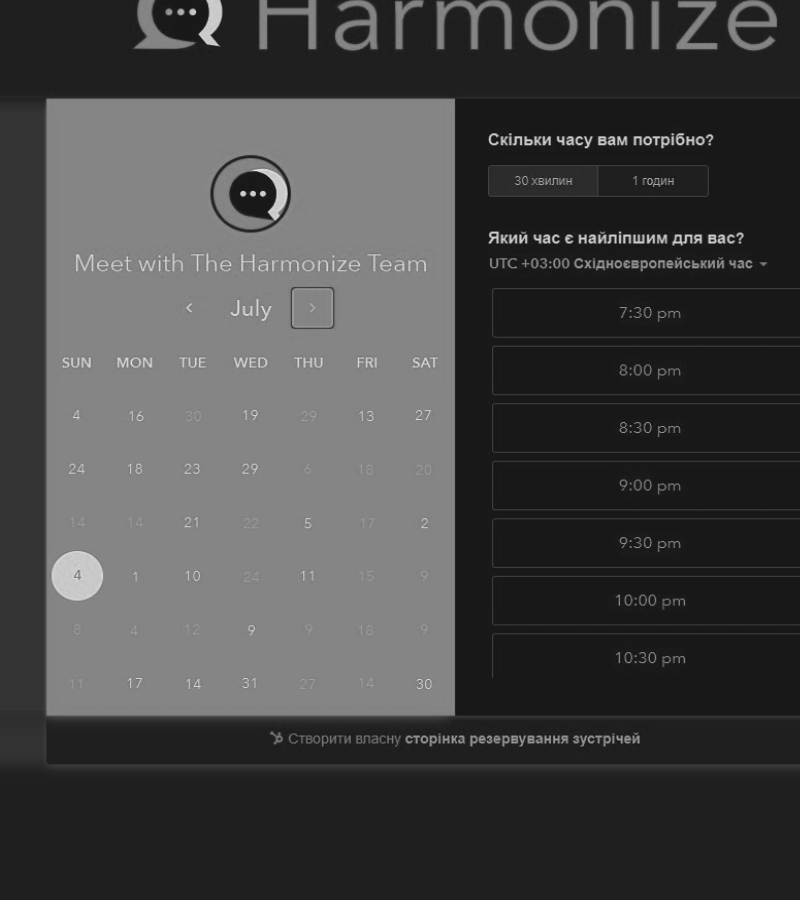 Harmonize
Meet with The Harmonize Team
July
SUN MON TUE WED THU FRI SAT
4 16 30 19 29 13 27
24 18 23 29 6 18 20
14 14 21 22 5 17 2
4 1 10 24 11 15 9
8 4 12 9 9 18 9
11 17 14 31 27 14 30
Скільки часу вам потрібно?
30 хвилин 1 годин
Який час є найліпшим для вас?
UTC +03:00 Східноєвропейський час
7:30 pm
8:00 pm
8:30 pm
9:00 pm
9:30 pm
10:00 pm
10:30 pm
Створити власну сторінка резервування зустрічей